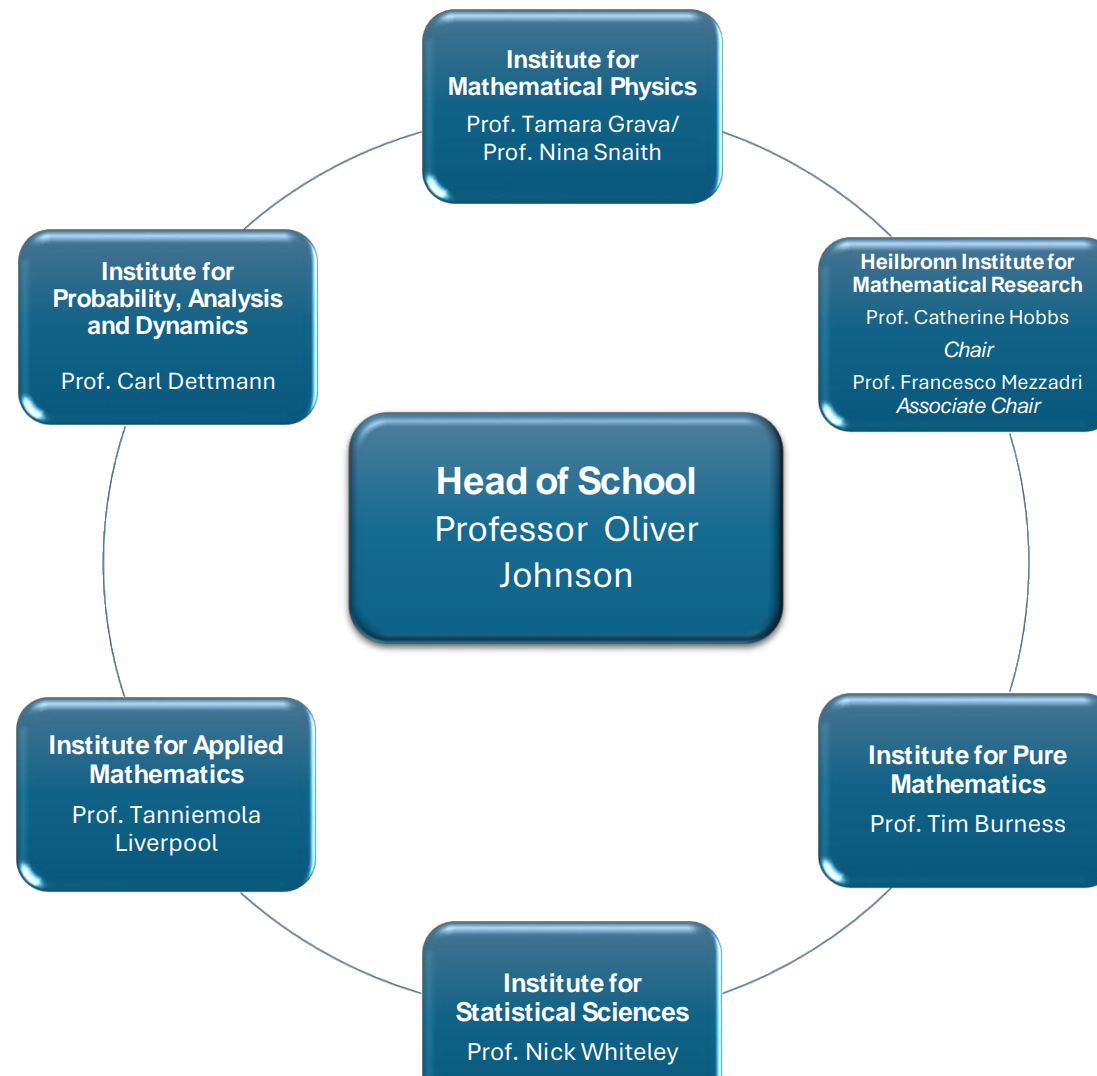 Institute for
Mathematical Physics
Prof. Tamara Grava/
Prof. Nina Snaith
Heilbronn Institute for
Mathematical Research
Prof. Catherine Hobbs
Chair
Prof. Francesco Mezzadri
Associate Chair
Institute for
Probability, Analysis
and Dynamics
Prof. Carl Dettmann
Head of School
Professor Oliver
Johnson
Institute for Applied
Mathematics
Prof. Tanniemola
Liverpool
Institute for Pure
Mathematics
Prof. Tim Burness
Institute for
Statistical Sciences
Prof. Nick Whiteley